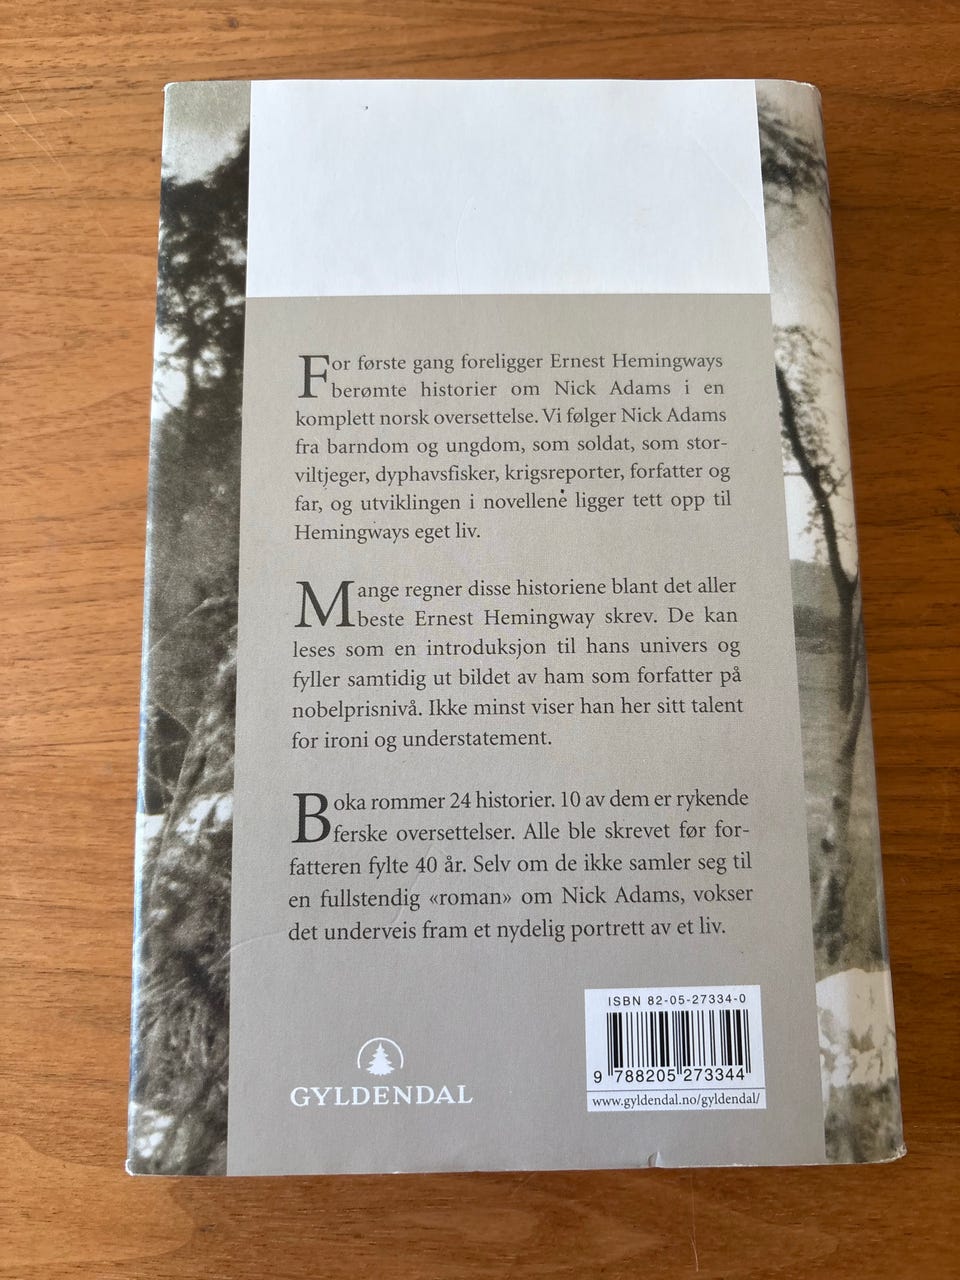 For første gang foreligger Ernest Hemingways
berømte historier om Nick Adams i en
komplett norsk oversettelse. Vi følger Nick Adams
fra barndom og ungdom, som soldat, som stor-
viltjeger, dyphavsfisker, krigsreporter, forfatter og
far, og utviklingen i novellene ligger tett opp til
Hemingways eget liv.
Mange regner disse historiene blant det aller
beste Ernest Hemingway skrev. De kan
leses som en introduksjon til hans univers og
fyller samtidig ut bildet av ham som forfatter på
nobelprisnivå. Ikke minst viser han her sitt talent
for ironi og understatement.
Boka rommer 24 historier. 10 av dem er rykende
ferske oversettelser. Alle ble skrevet før for-
fatteren fylte 40 år. Selv om de ikke samler seg til
en fullstendig «roman» om Nick Adams, vokser
det underveis fram et nydelig portrett av et liv.
GYLDENDAL
ISBN 82-05-27334-0
9 788205 273344
www.gyldendal.no/gyldendal/